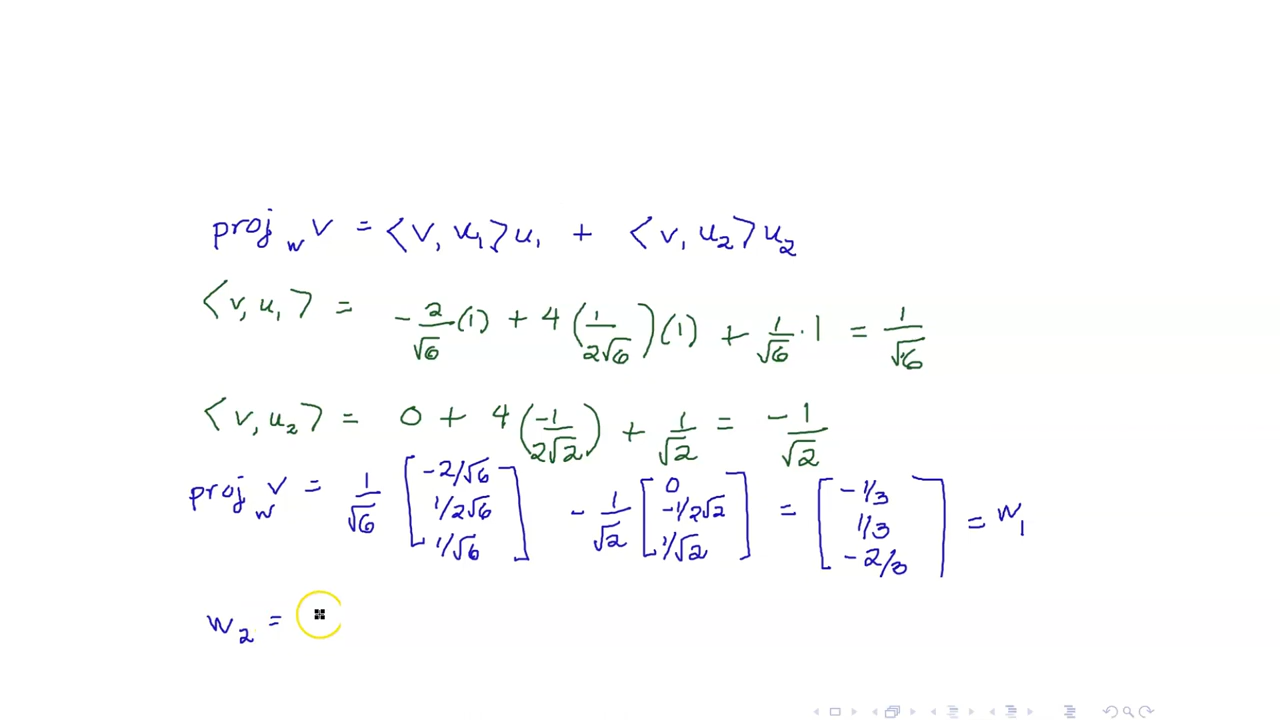 proj_w v = <v, u₁>u₁ + <v, u₂>u₂
<v, u₁> = -2/√6 (1) + 4(1/2√6)(1) + 1/√6 · 1 = 1/√6
<v, u₂> = 0 + 4(-1/2√2) + 1/√2 = -1/√2
proj_w v = 1/√6 [-2/√6 1/2√6 1/√6] - 1/√2 [0 -1/2√2 1/√2] = [-1/3 1/3 -2/3] = w₁
w₂ =